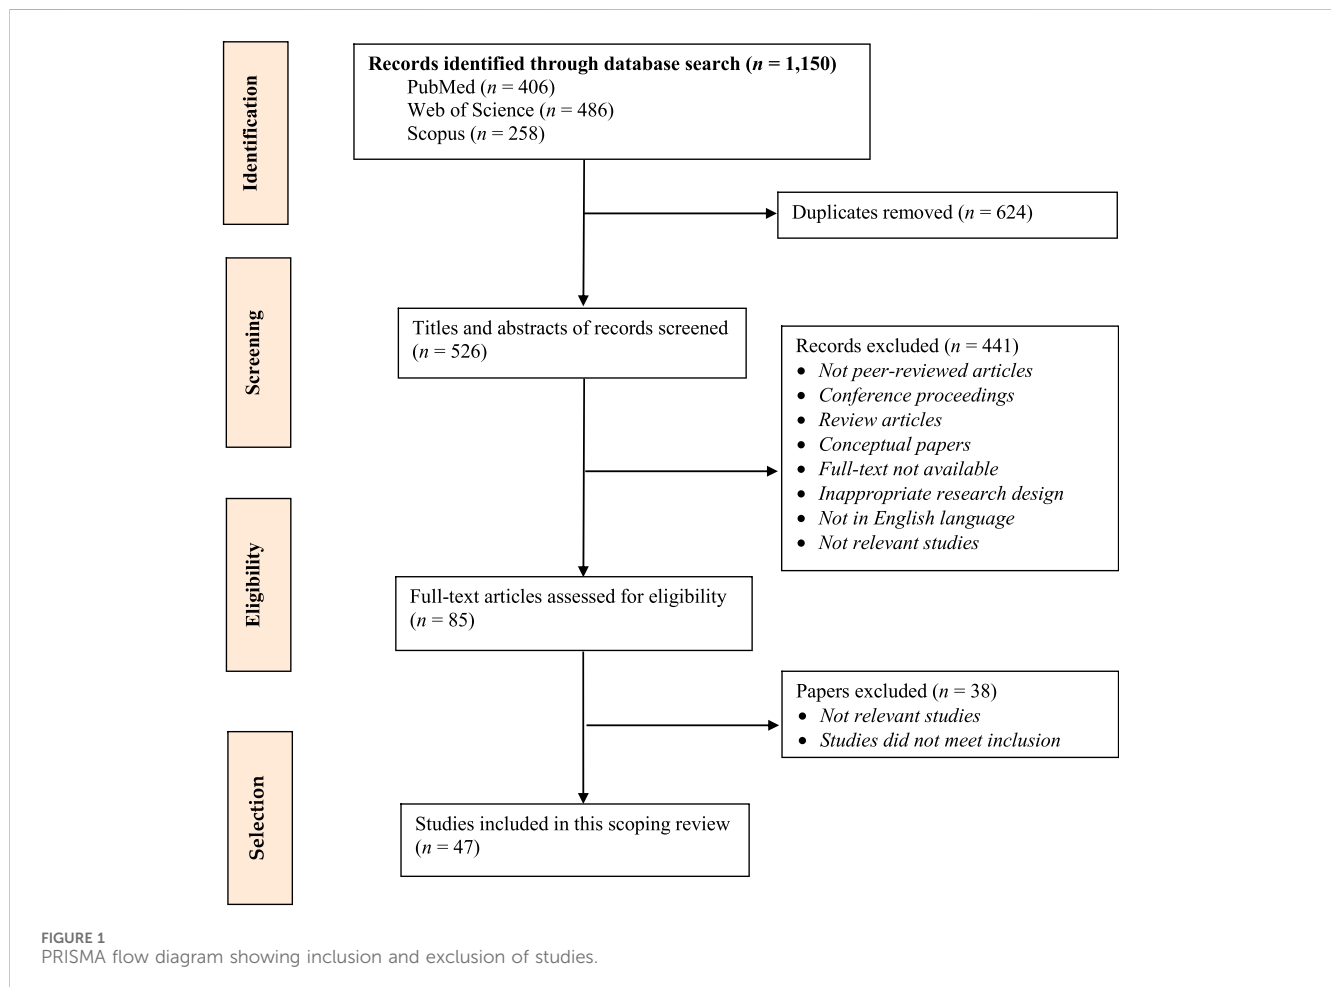 Identification
Records identified through database search (n = 1,150)
PubMed (n = 406)
Web of Science (n = 486)
Scopus (n = 258)
Duplicates removed (n = 624)
Screening
Titles and abstracts of records screened
(n = 526)
Records excluded (n = 441)
• Not peer-reviewed articles
• Conference proceedings
• Review articles
• Conceptual papers
• Full-text not available
• Inappropriate research design
• Not in English language
• Not relevant studies
Eligibility
Full-text articles assessed for eligibility
(n = 85)
Papers excluded (n = 38)
• Not relevant studies
• Studies did not meet inclusion
Selection
Studies included in this scoping review
(n = 47)
FIGURE 1
PRISMA flow diagram showing inclusion and exclusion of studies.